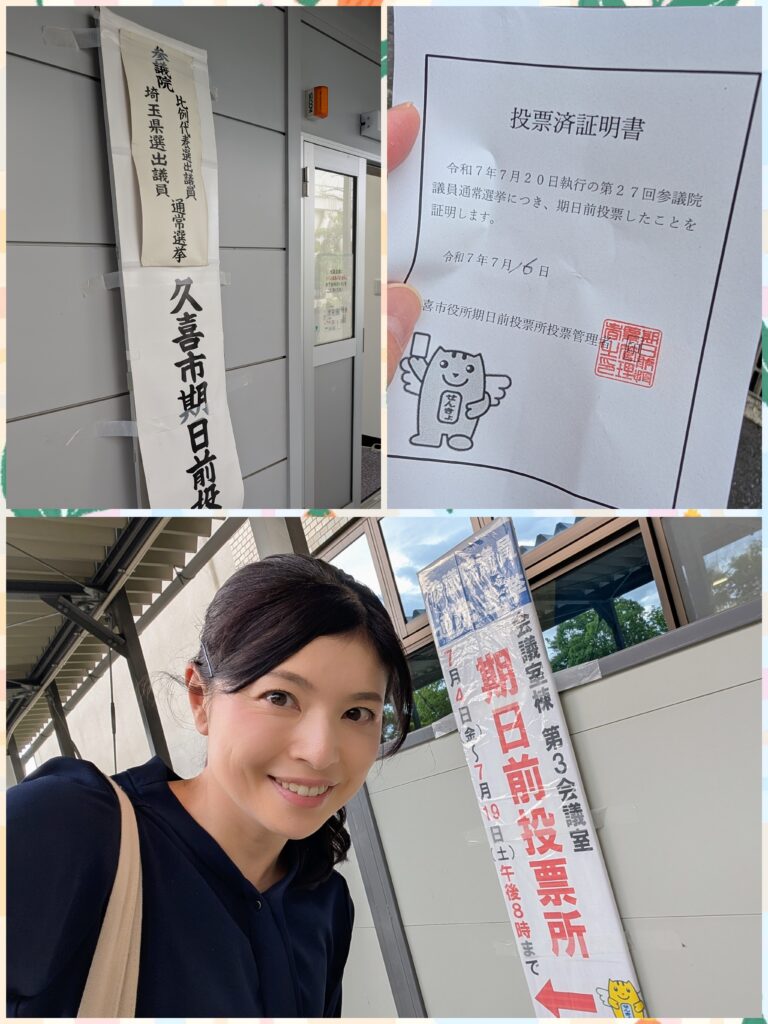 参議院
比例代表選出議員
埼玉県選出議員
通常選挙
久喜市期日前投
投票済証明書
令和7年7月20日執行の第27回参議院
議員通常選挙につき、期日前投票したことを
証明します。
令和7年7月16日
喜市役所期日前投票所投票管理者
せんきょ
会議室棟 第3会議室
期日前投票所
7月4日(金)~7月19日(土)午後8時まで